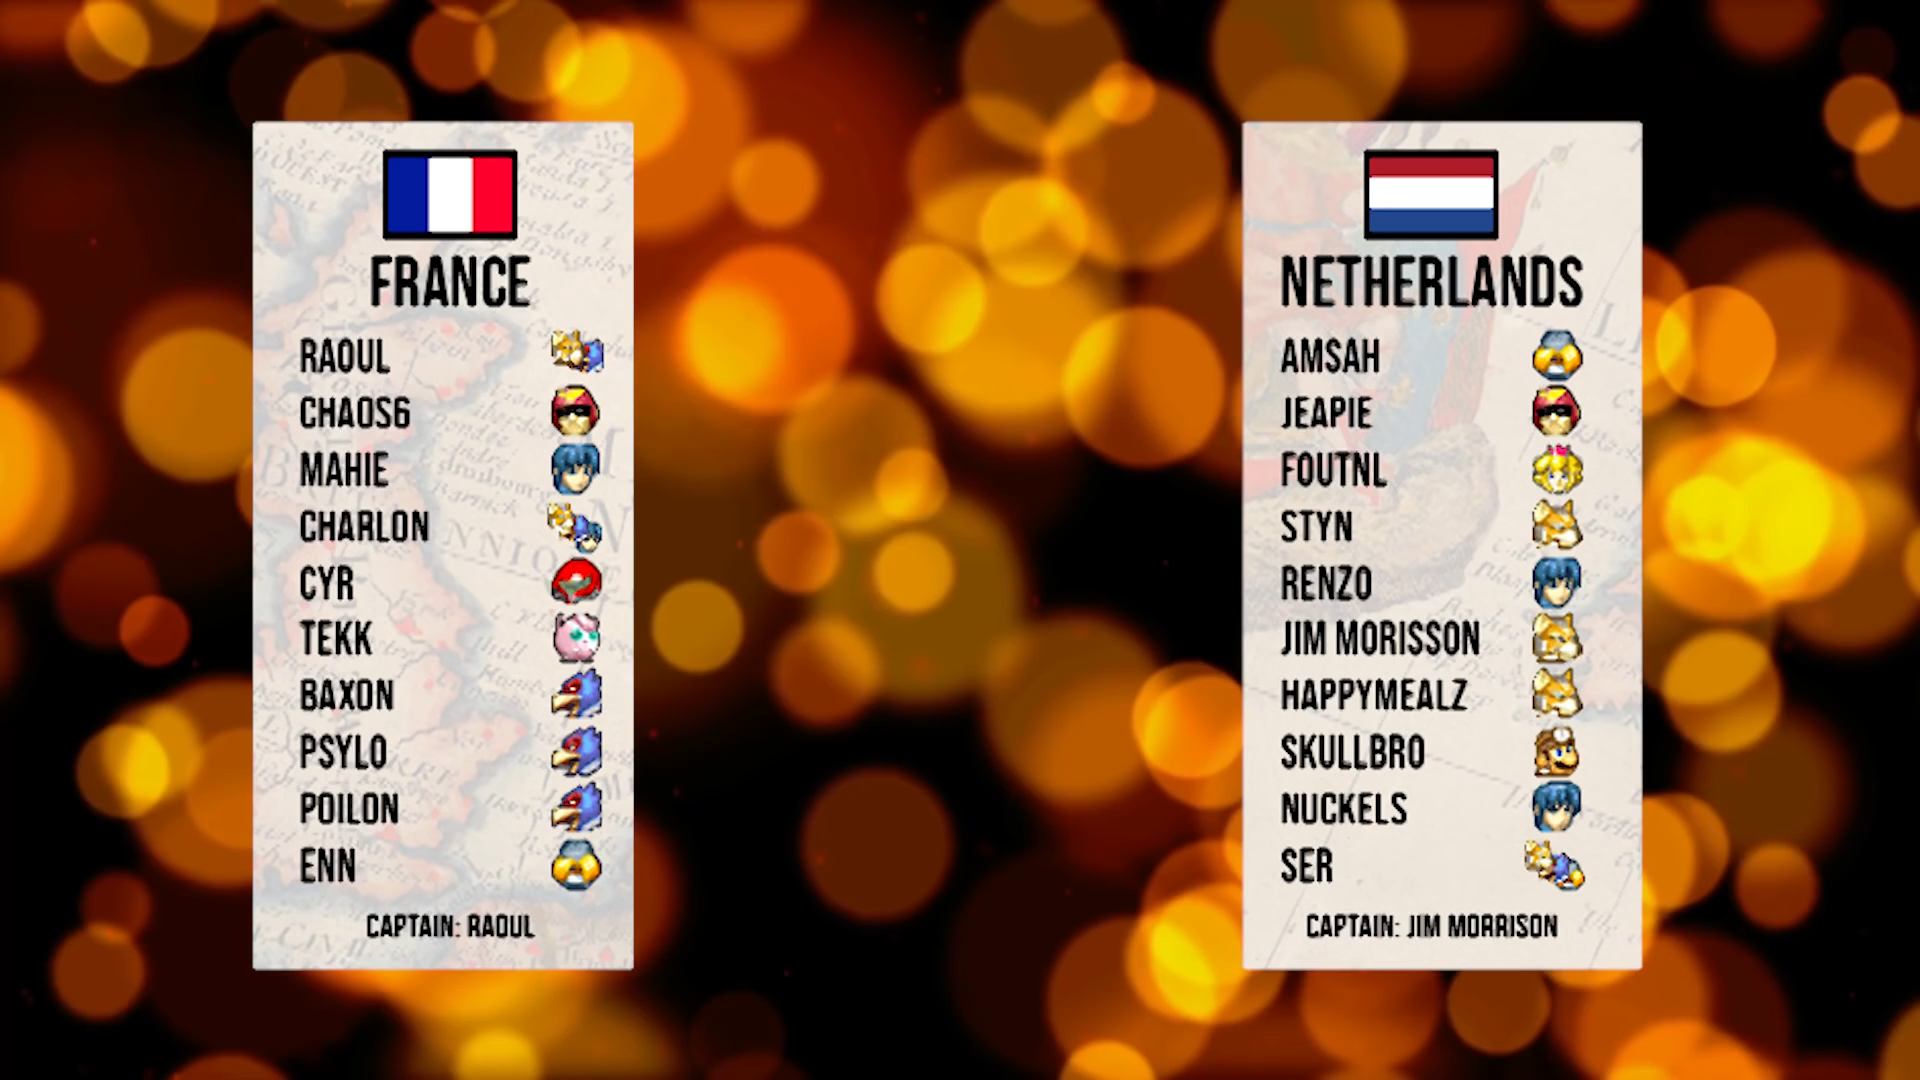 FRANCE
RAOUL
CHAOS6
MAHIE
CHARLON
CYR
TEKK
BAXON
PSYLO
POILON
ENN
CAPTAIN: RAOUL
NETHERLANDS
AMSAH
JEAPIE
FOUTNL
STYN
RENZO
JIM MORISSON
HAPPYMEALZ
SKULLBRO
NUCKELS
SER
CAPTAIN: JIM MORRISON